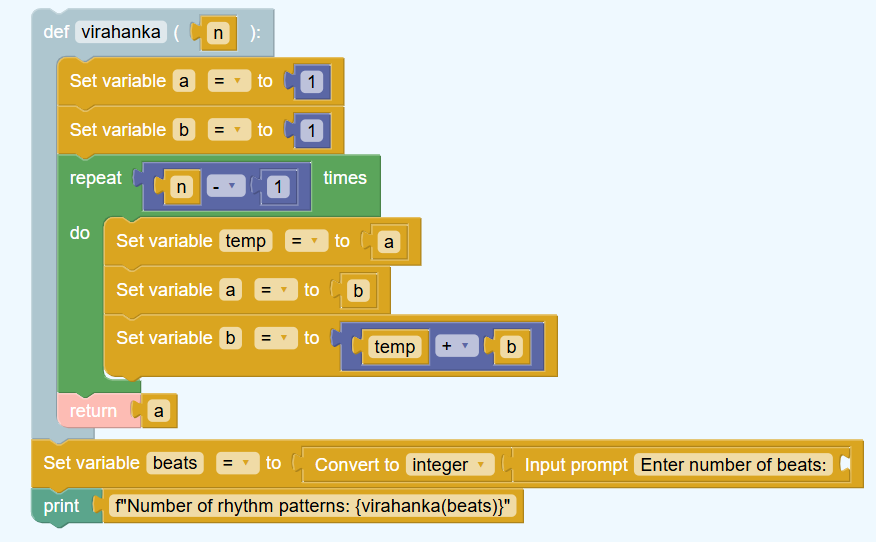 def virahanka ( n ):
Set variable a = to 1
Set variable b = to 1
repeat n - 1 times
do
Set variable temp = to a
Set variable a = to b
Set variable b = to temp + b
return a
Set variable beats = to Convert to integer Input prompt Enter number of beats:
print f"Number of rhythm patterns: {virahanka(beats)}"